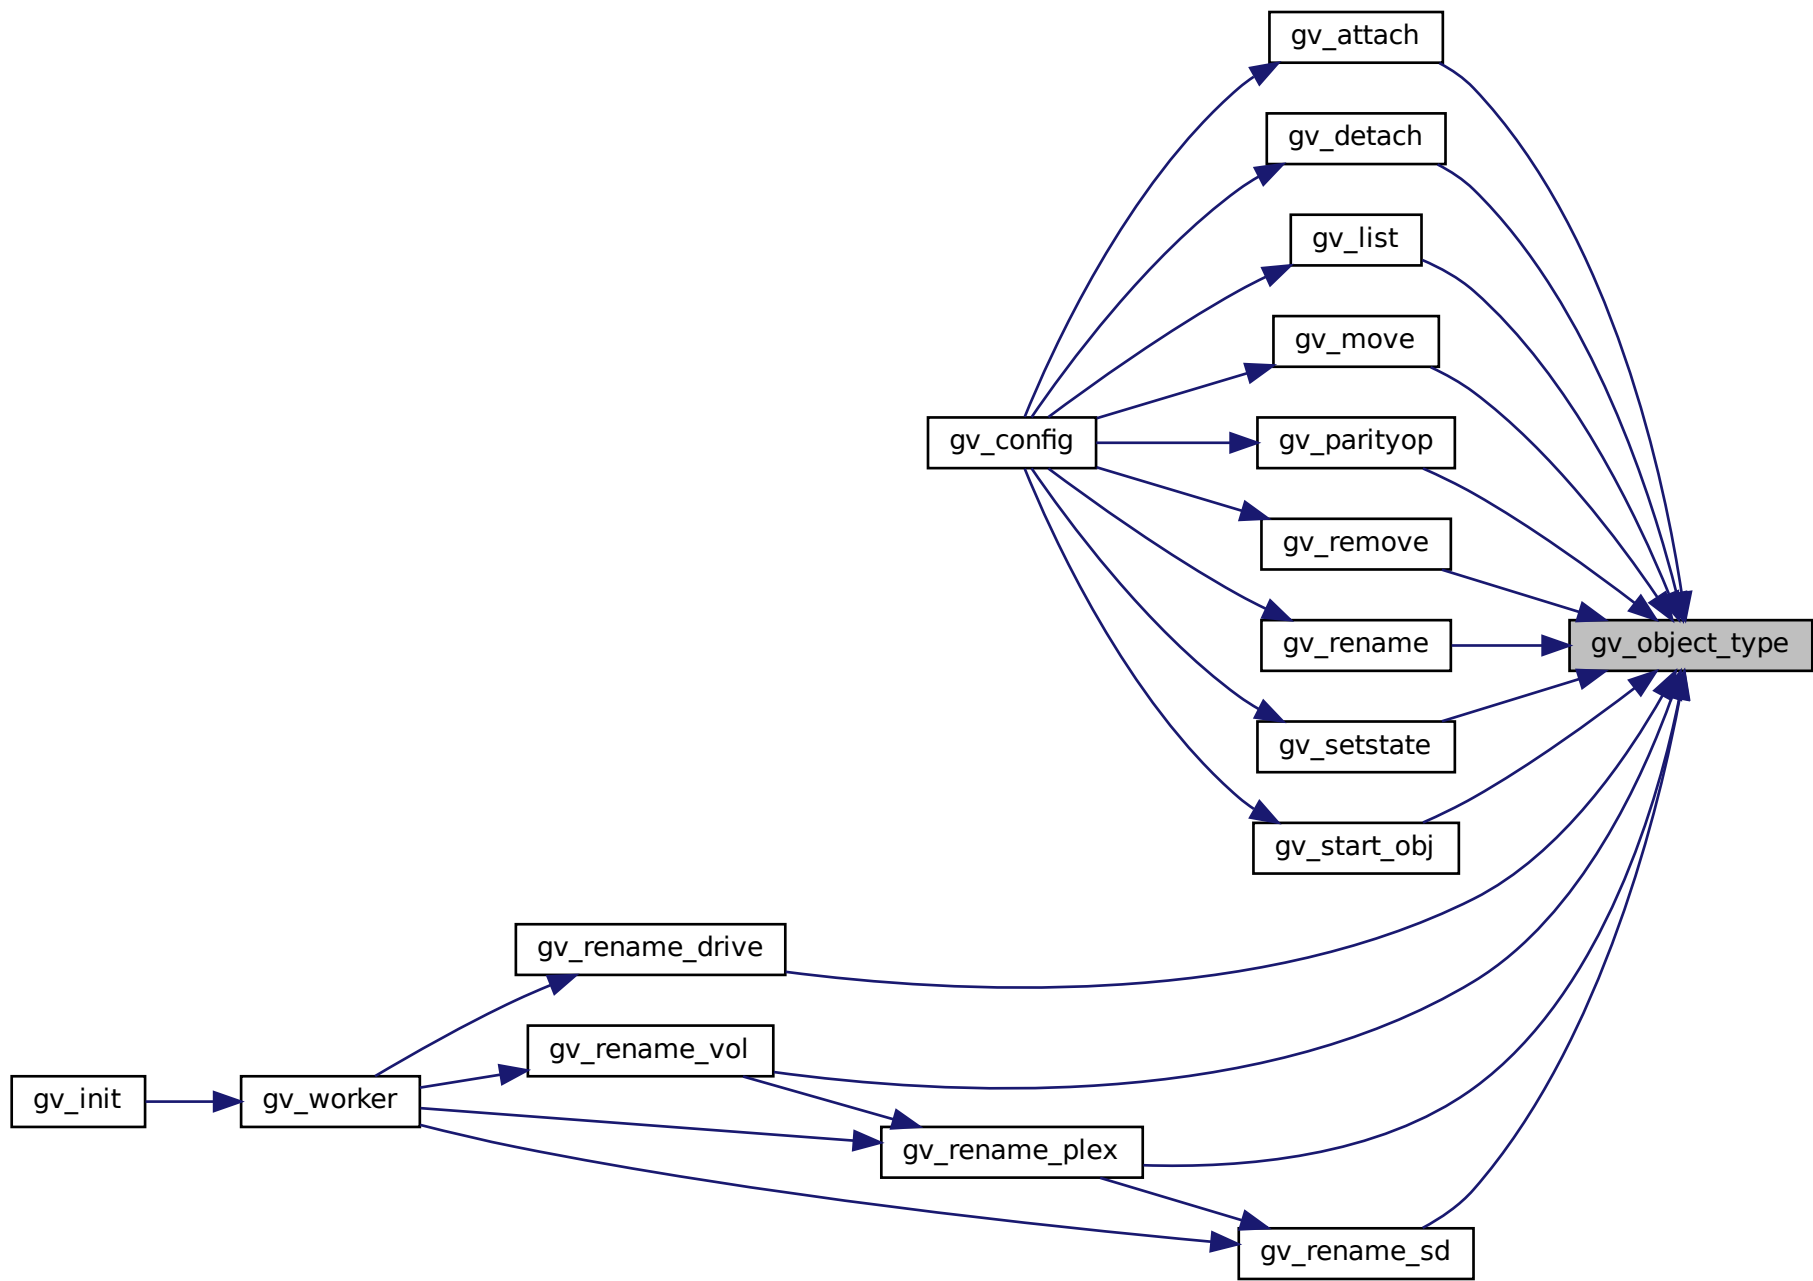 gv_attach
gv_detach
gv_list
gv_move
gv_config
gv_parityop
gv_remove
gv_rename
gv_object_type
gv_setstate
gv_start_obj
gv_rename_drive
gv_rename_vol
gv_init
gv_worker
gv_rename_plex
gv_rename_sd